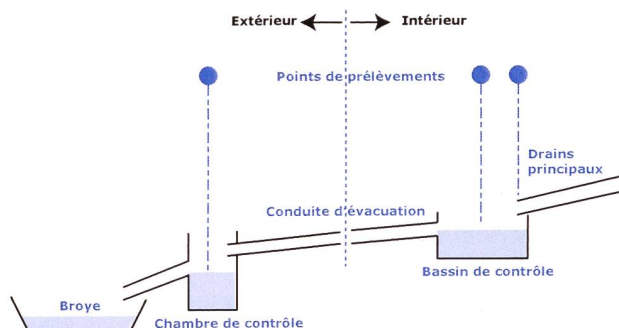 Extérieur
Intérieur
Points de prélèvements
Drains
principaux
Conduite d'évacuation
Bassin de contrôle
Broye
Chambre de contrôle